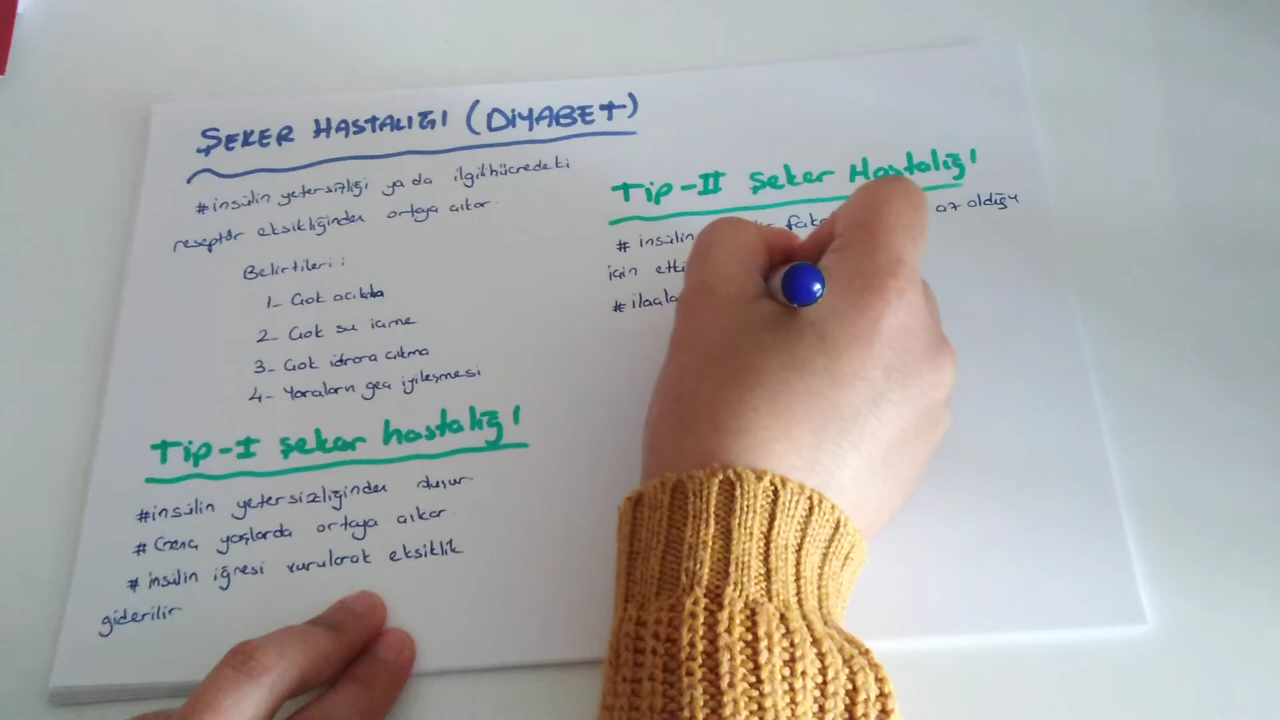 ŞEKER HASTALIĞI (DİYABET)
#insülin yetersizliği ya da ilgili hücredeki
reseptör eksikliğinden ortaya çıkar.
Belirtileri:
1- Çok acıkma
2- Çok su içme
3- Çok idrara çıkma
4- Yaraların geç iyileşmesi
Tip-I şeker hastalığı
#insülin yetersizliğinden oluşur.
# Genç yaşlarda ortaya çıkar.
# insülin iğnesi vurularak eksiklik
giderilir
Tip-II Şeker Hastalığı
# insülin az olduğu
için